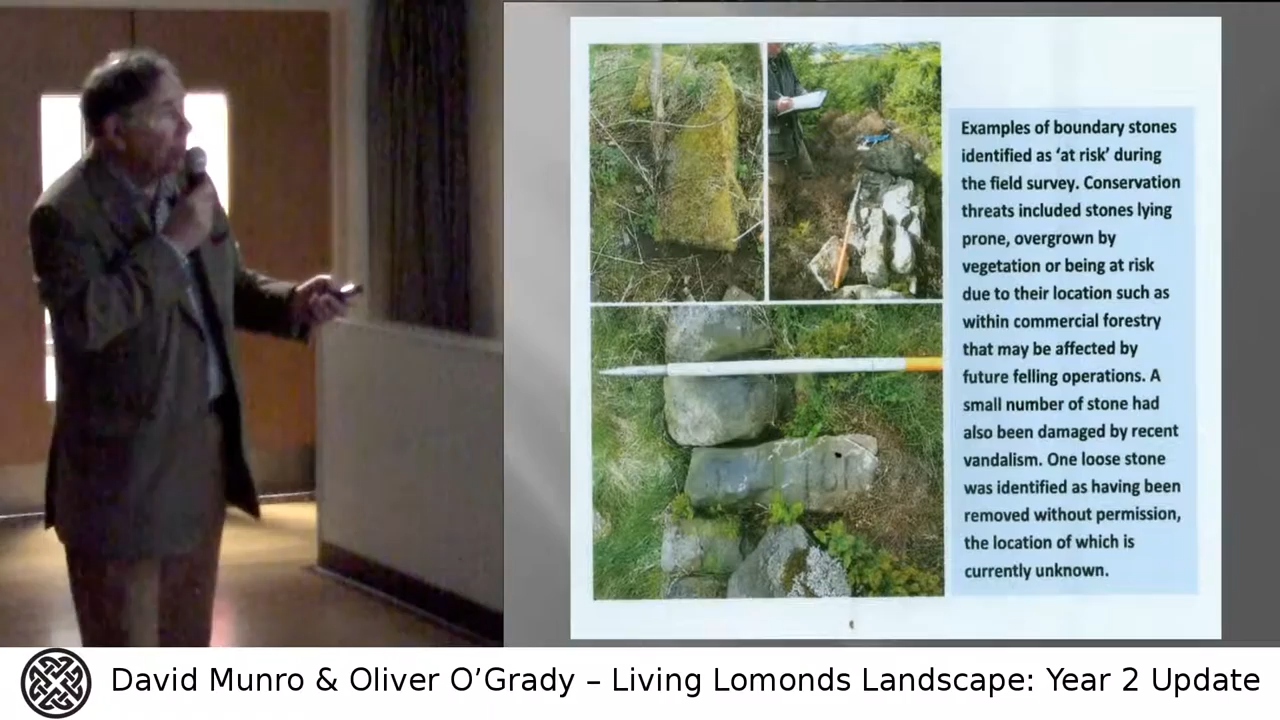 Examples of boundary stones
identified as ‘at risk’ during
the field survey. Conservation
threats included stones lying
prone, overgrown by
vegetation or being at risk
due to their location such as
within commercial forestry
that may be affected by
future felling operations. A
small number of stone had
also been damaged by recent
vandalism. One loose stone
was identified as having been
removed without permission,
the location of which is
currently unknown.
David Munro & Oliver O’Grady – Living Lomonds Landscape: Year 2 Update